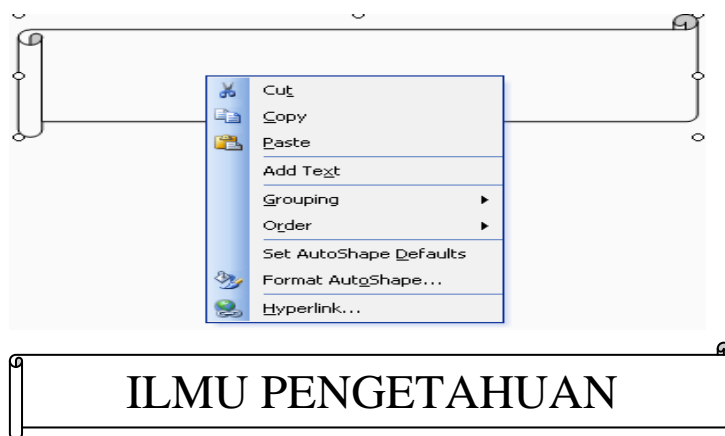 Cut
Copy
Paste
Add Text
Grouping
Order
Set AutoShape Defaults
Format AutoShape...
Hyperlink...
ILMU PENGETAHUAN